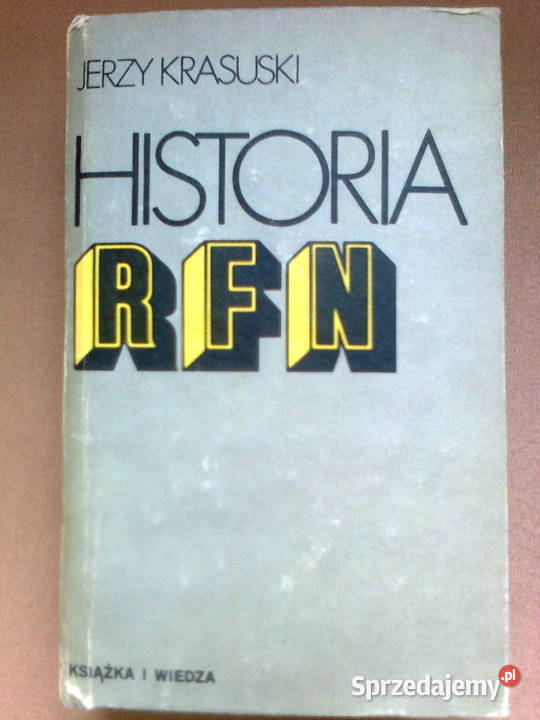 JERZY KRASUSKI
HISTORIA
RFN
KSIĄŻKA I WIEDZA
Sprzedajemy.pl